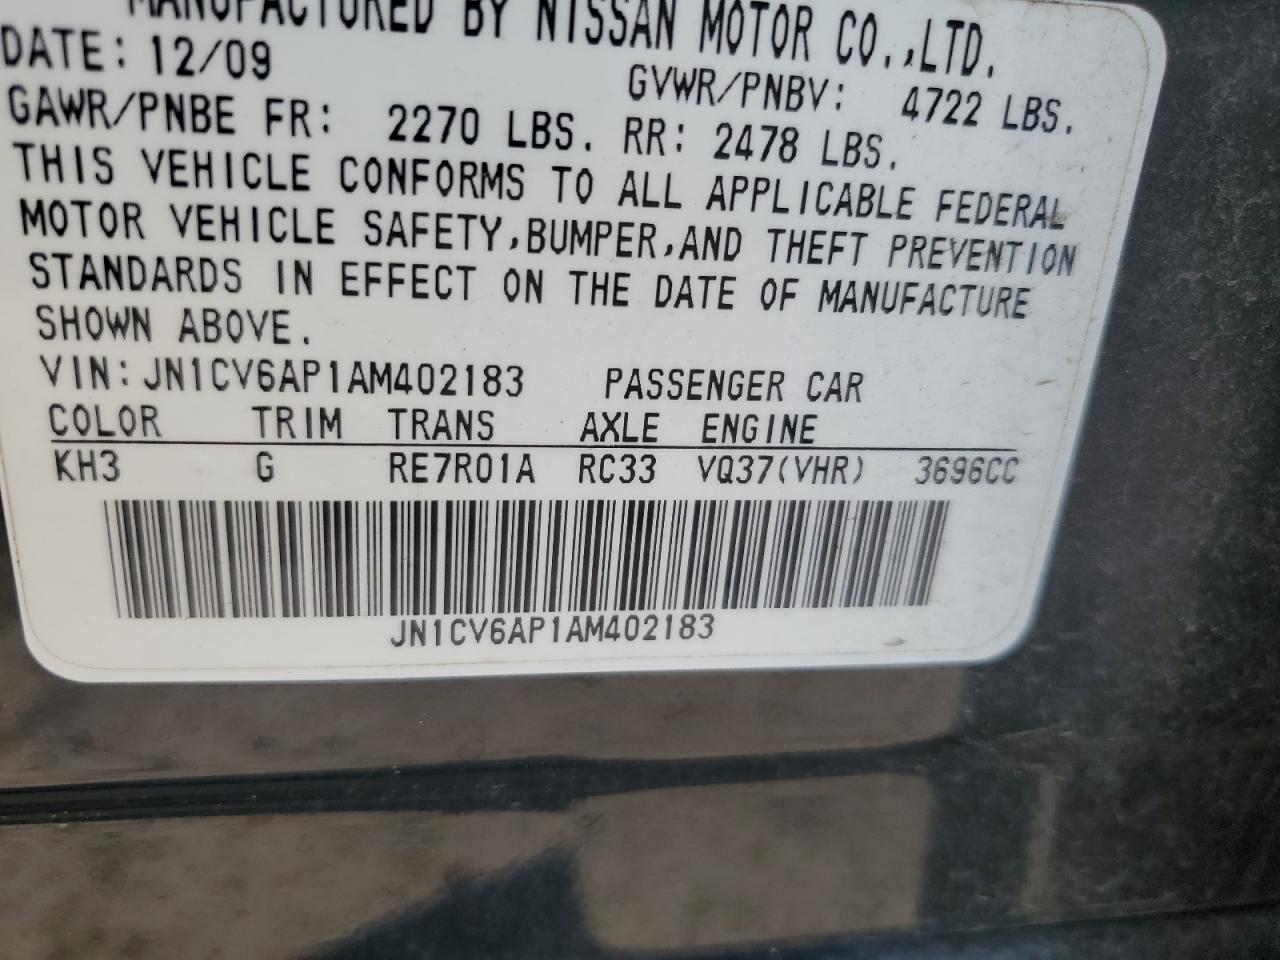 MANUFACTURED BY NISSAN MOTOR CO.,LTD.
DATE: 12/09 GVWR/PNBV: 4722 LBS.
GAWR/PNBE FR: 2270 LBS. RR: 2478 LBS.
THIS VEHICLE CONFORMS TO ALL APPLICABLE FEDERAL
MOTOR VEHICLE SAFETY,BUMPER,AND THEFT PREVENTION
STANDARDS IN EFFECT ON THE DATE OF MANUFACTURE
SHOWN ABOVE.
VIN:JN1CV6AP1AM402183 PASSENGER CAR
COLOR TRIM TRANS AXLE ENGINE
KH3 G RE7R01A RC33 VQ37(VHR) 3696CC
JN1CV6AP1AM402183